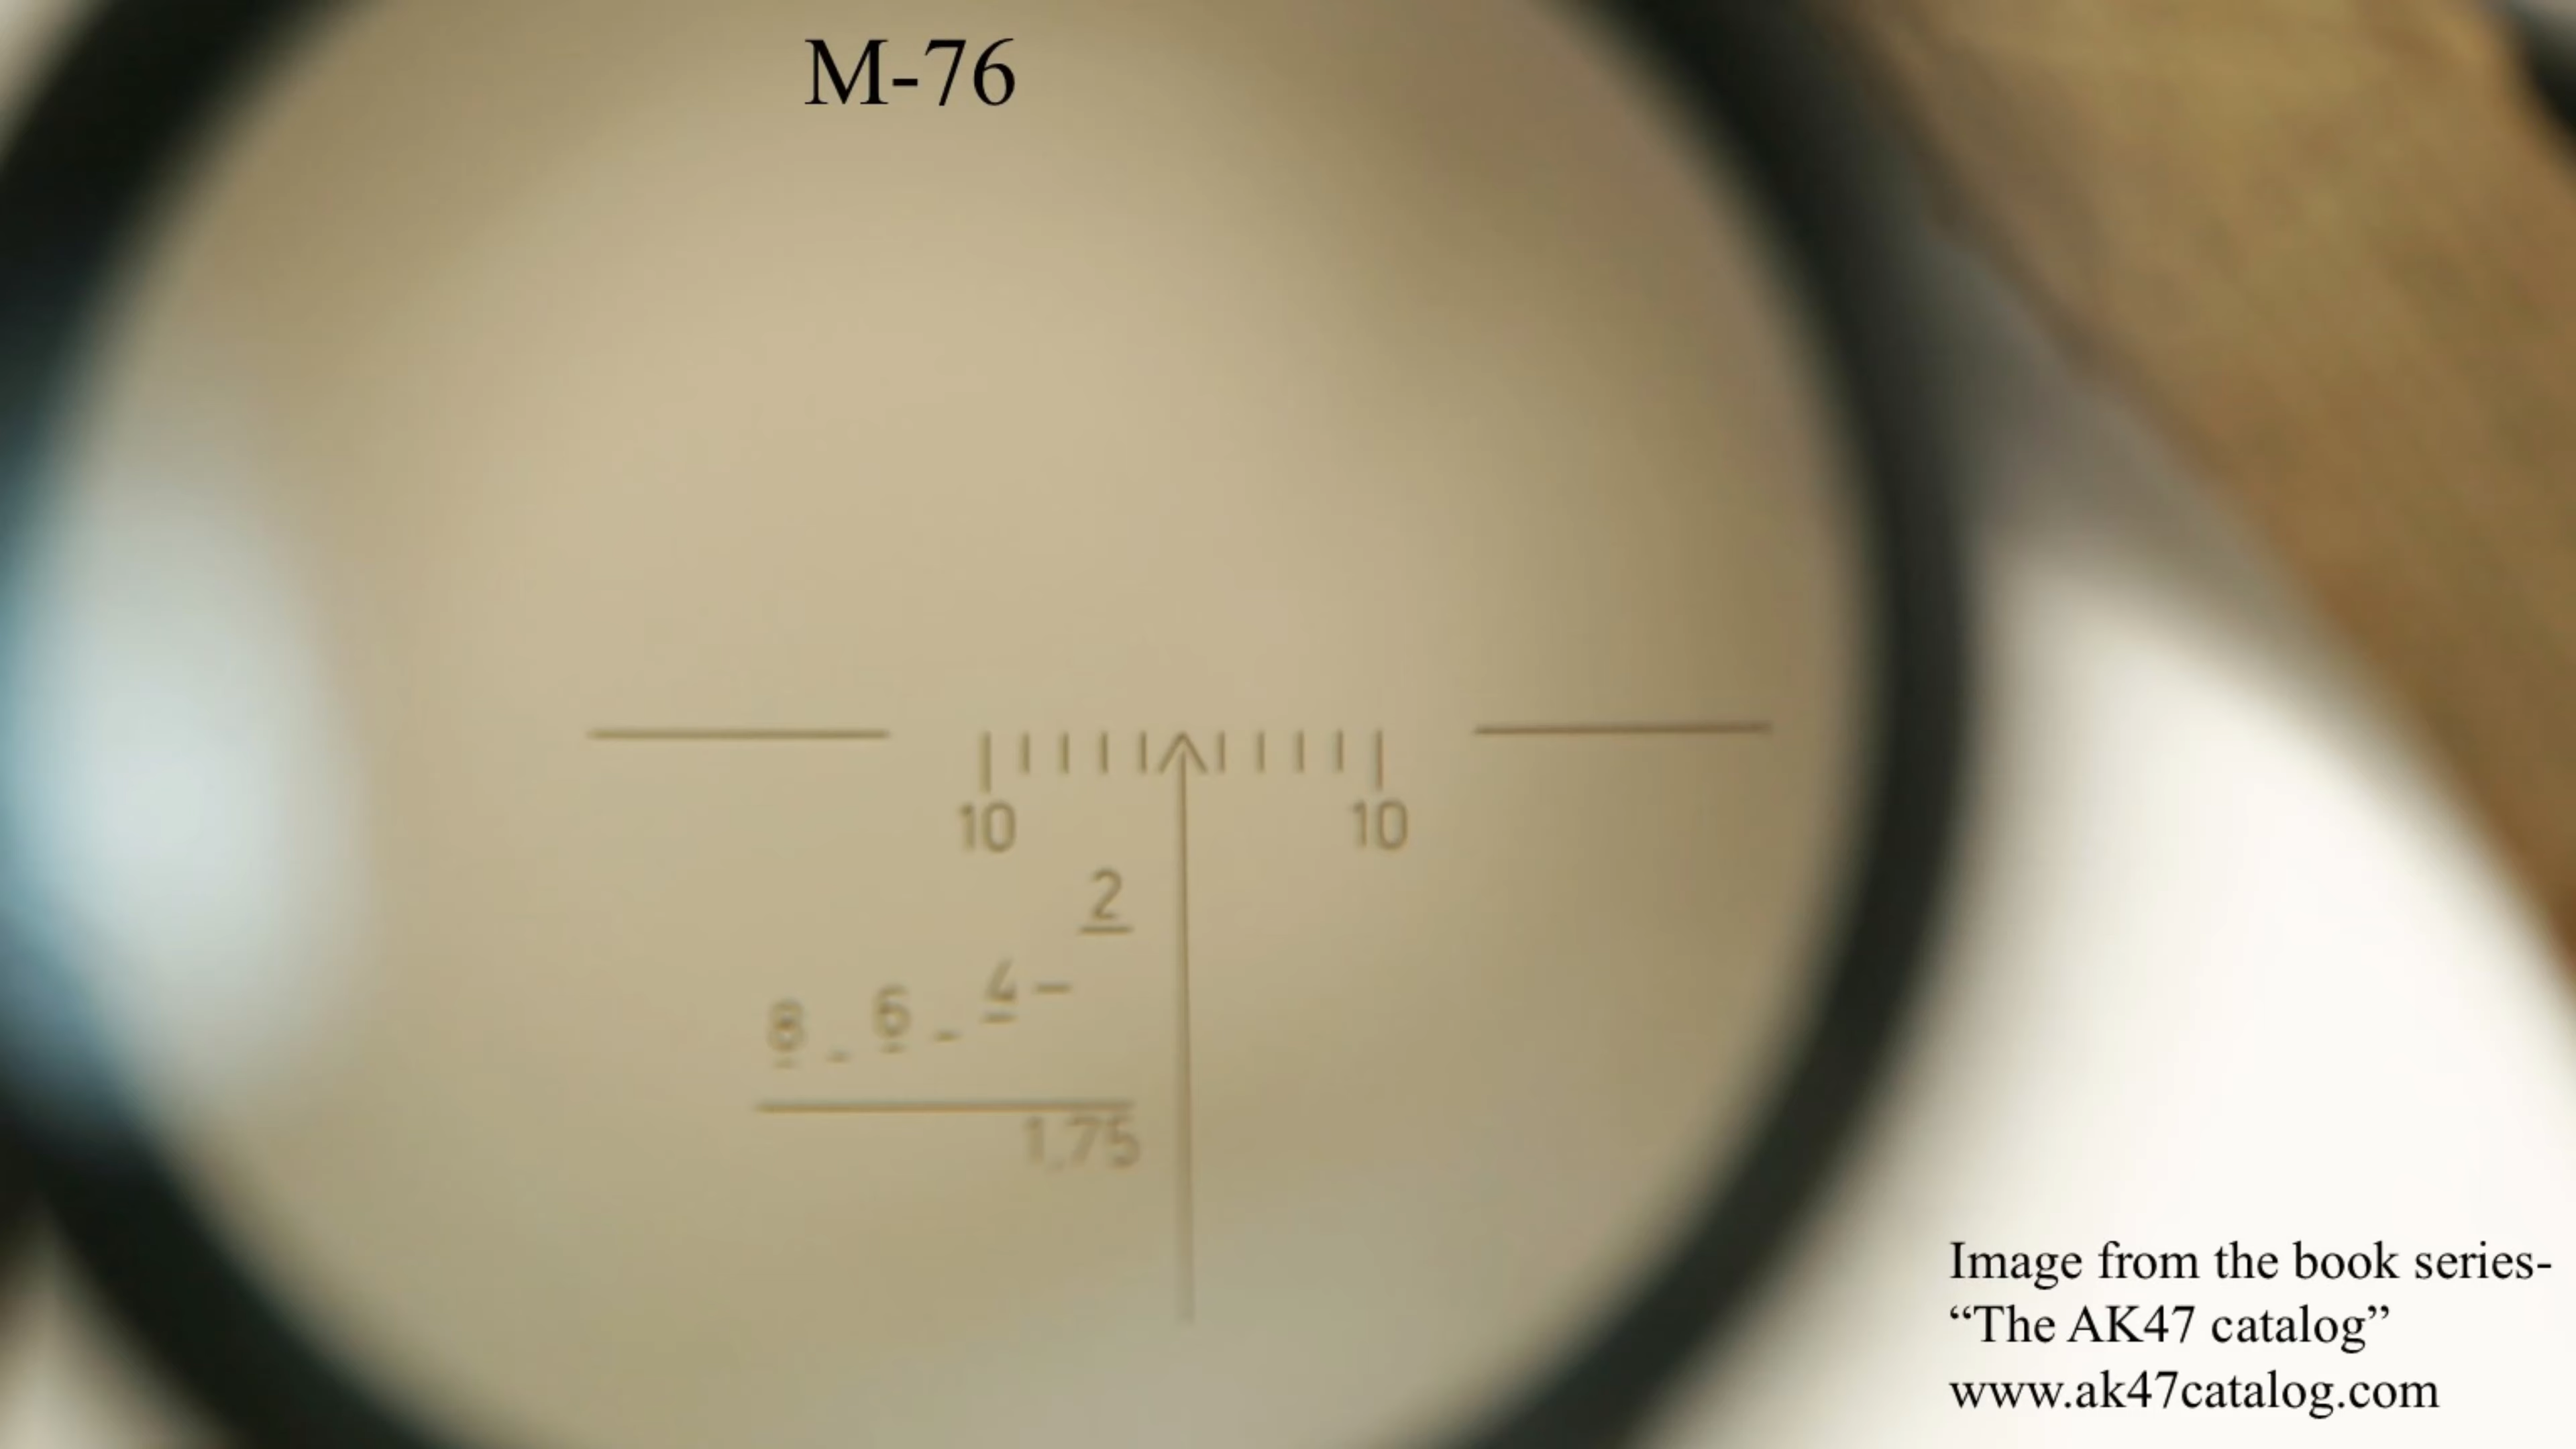 M-76
10 10
2
8 6 4
1,75
Image from the book series-
“The AK47 catalog”
www.ak47catalog.com